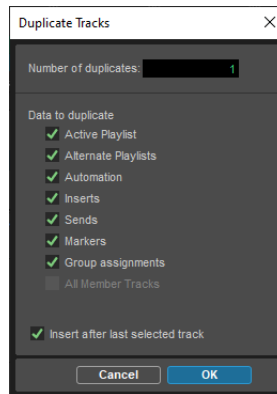 Duplicate Tracks
Number of duplicates: 1
Data to duplicate
Active Playlist
Alternate Playlists
Automation
Inserts
Sends
Markers
Group assignments
All Member Tracks
Insert after last selected track
Cancel OK